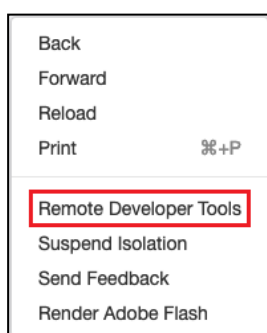 Back
Forward
Reload
Print ⌘+P
Remote Developer Tools
Suspend Isolation
Send Feedback
Render Adobe Flash